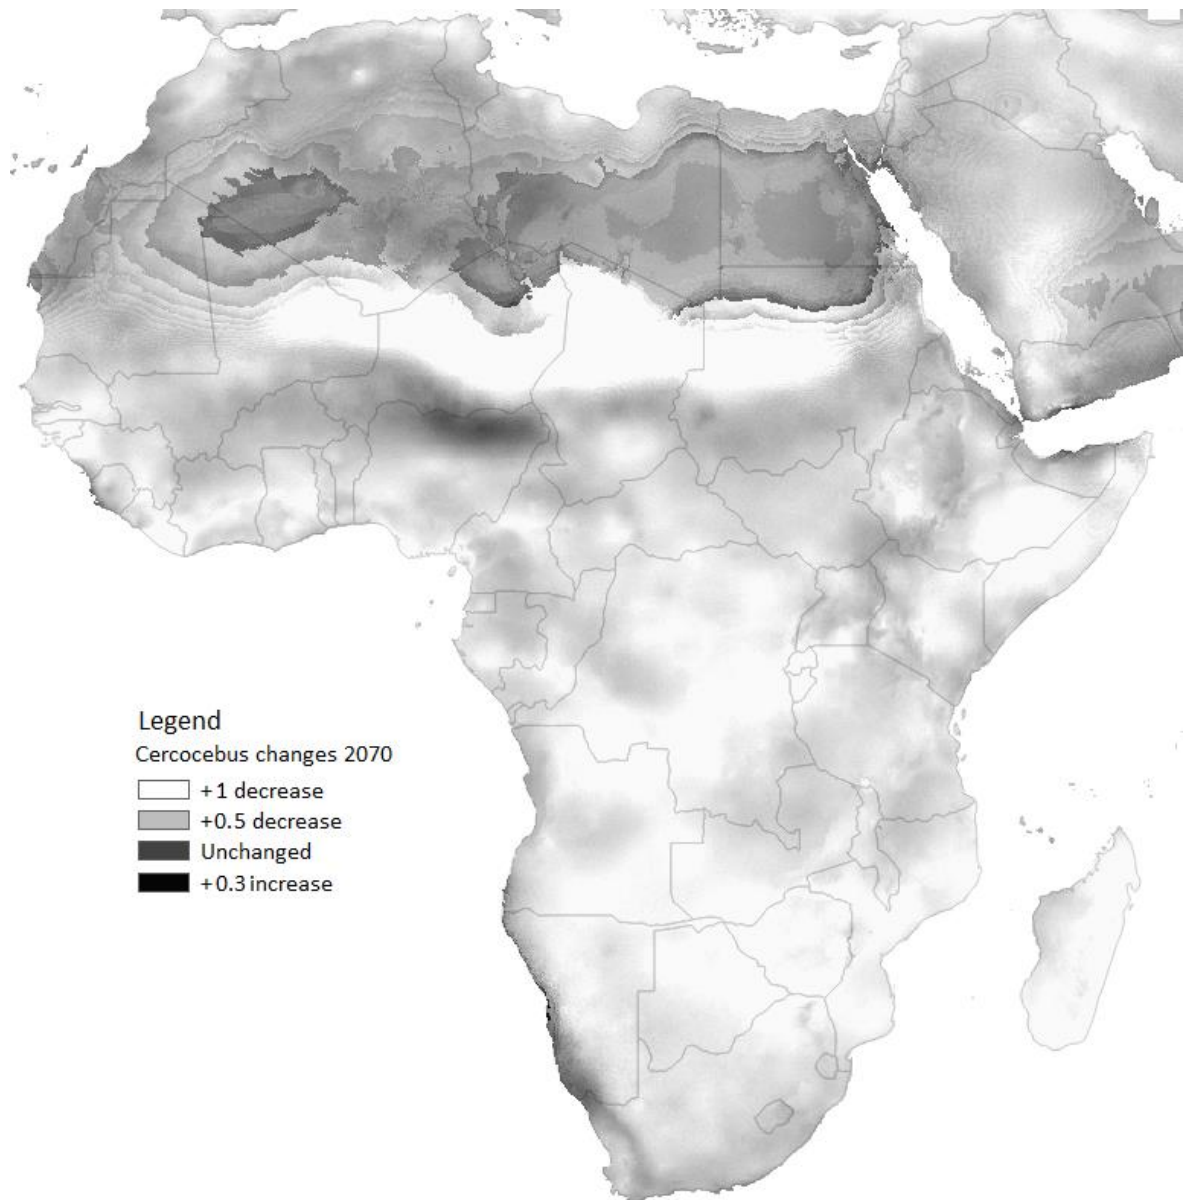 Legend
Cercocebus changes 2070
+1 decrease
+0.5 decrease
Unchanged
+0.3 increase